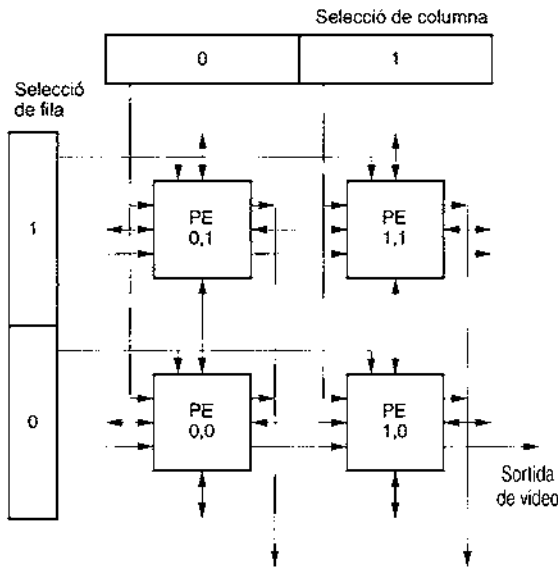 Selecció de columna
0
1
Selecció
de fila
1
0
PE
0,1
PE
1,1
PE
0,0
PE
1,0
Sortida
de vídeo